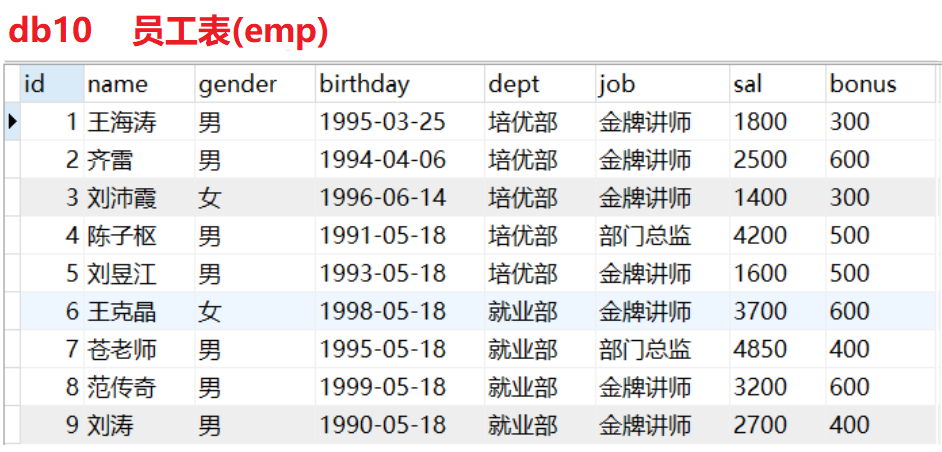 db10 员工表(emp)
id name gender birthday dept job sal bonus
1 王海涛 男 1995-03-25 培优部 金牌讲师 1800 300
2 齐雷 男 1994-04-06 培优部 金牌讲师 2500 600
3 刘沛霞 女 1996-06-14 培优部 金牌讲师 1400 300
4 陈子枢 男 1991-05-18 培优部 部门总监 4200 500
5 刘昱江 男 1993-05-18 培优部 金牌讲师 1600 500
6 王克晶 女 1998-05-18 就业部 金牌讲师 3700 600
7 苍老师 男 1995-05-18 就业部 部门总监 4850 400
8 范传奇 男 1999-05-18 就业部 金牌讲师 3200 600
9 刘涛 男 1990-05-18 就业部 金牌讲师 2700 400